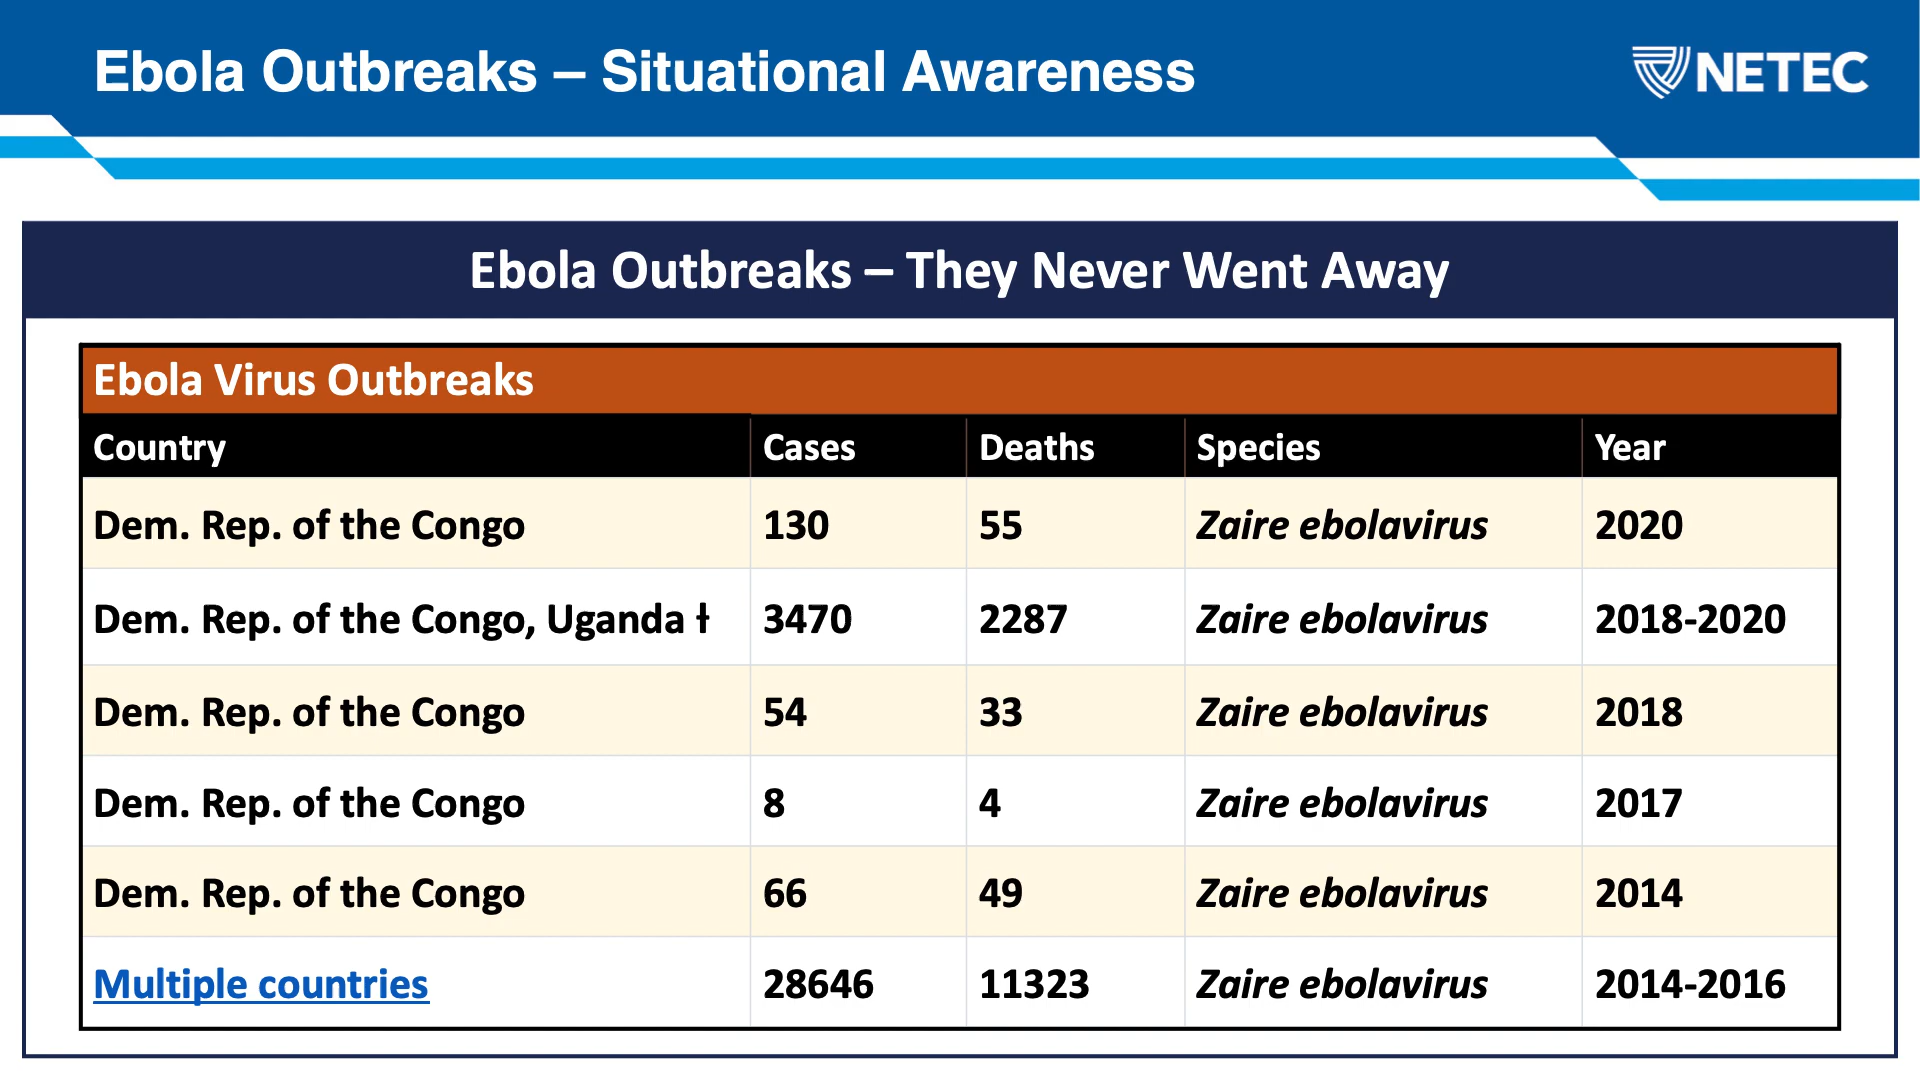 Ebola Outbreaks – Situational Awareness
NETEC
Ebola Outbreaks – They Never Went Away
Ebola Virus Outbreaks
Country Cases Deaths Species Year
Dem. Rep. of the Congo 130 55 Zaire ebolavirus 2020
Dem. Rep. of the Congo, Uganda ƚ 3470 2287 Zaire ebolavirus 2018-2020
Dem. Rep. of the Congo 54 33 Zaire ebolavirus 2018
Dem. Rep. of the Congo 8 4 Zaire ebolavirus 2017
Dem. Rep. of the Congo 66 49 Zaire ebolavirus 2014
Multiple countries 28646 11323 Zaire ebolavirus 2014-2016